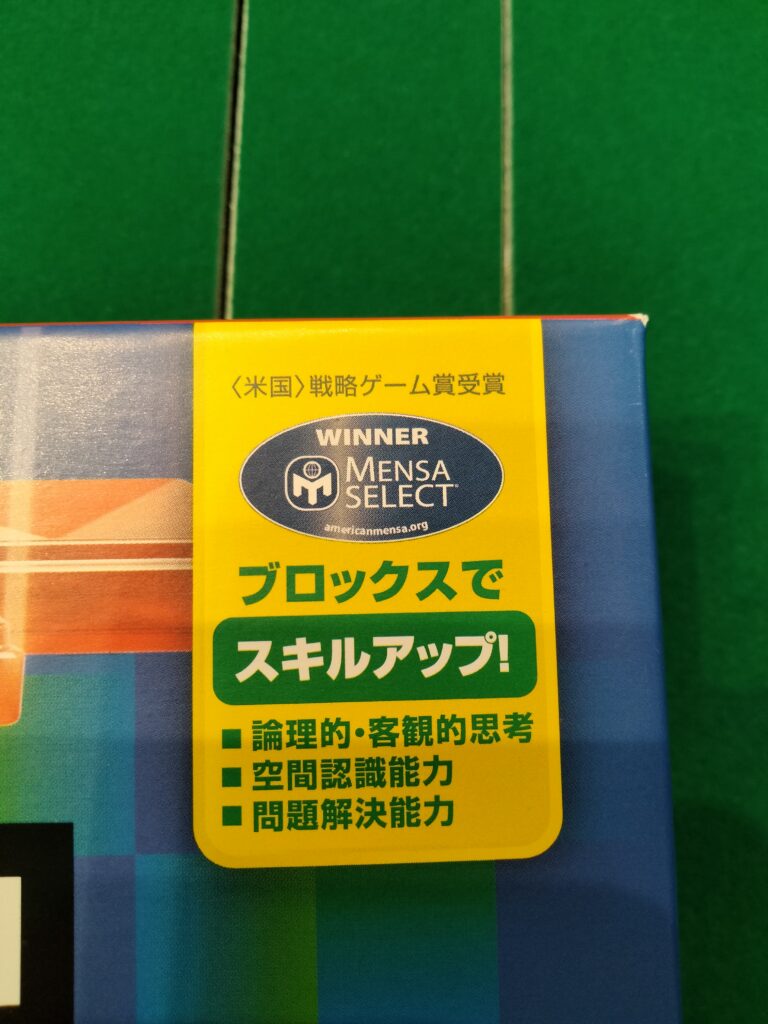 〈米国〉戦略ゲーム賞受賞
WINNER
MENSA
SELECT
americanmensa.org
ブロックスで
スキルアップ!
■ 論理的・客観的思考
■ 空間認識能力
■ 問題解決能力